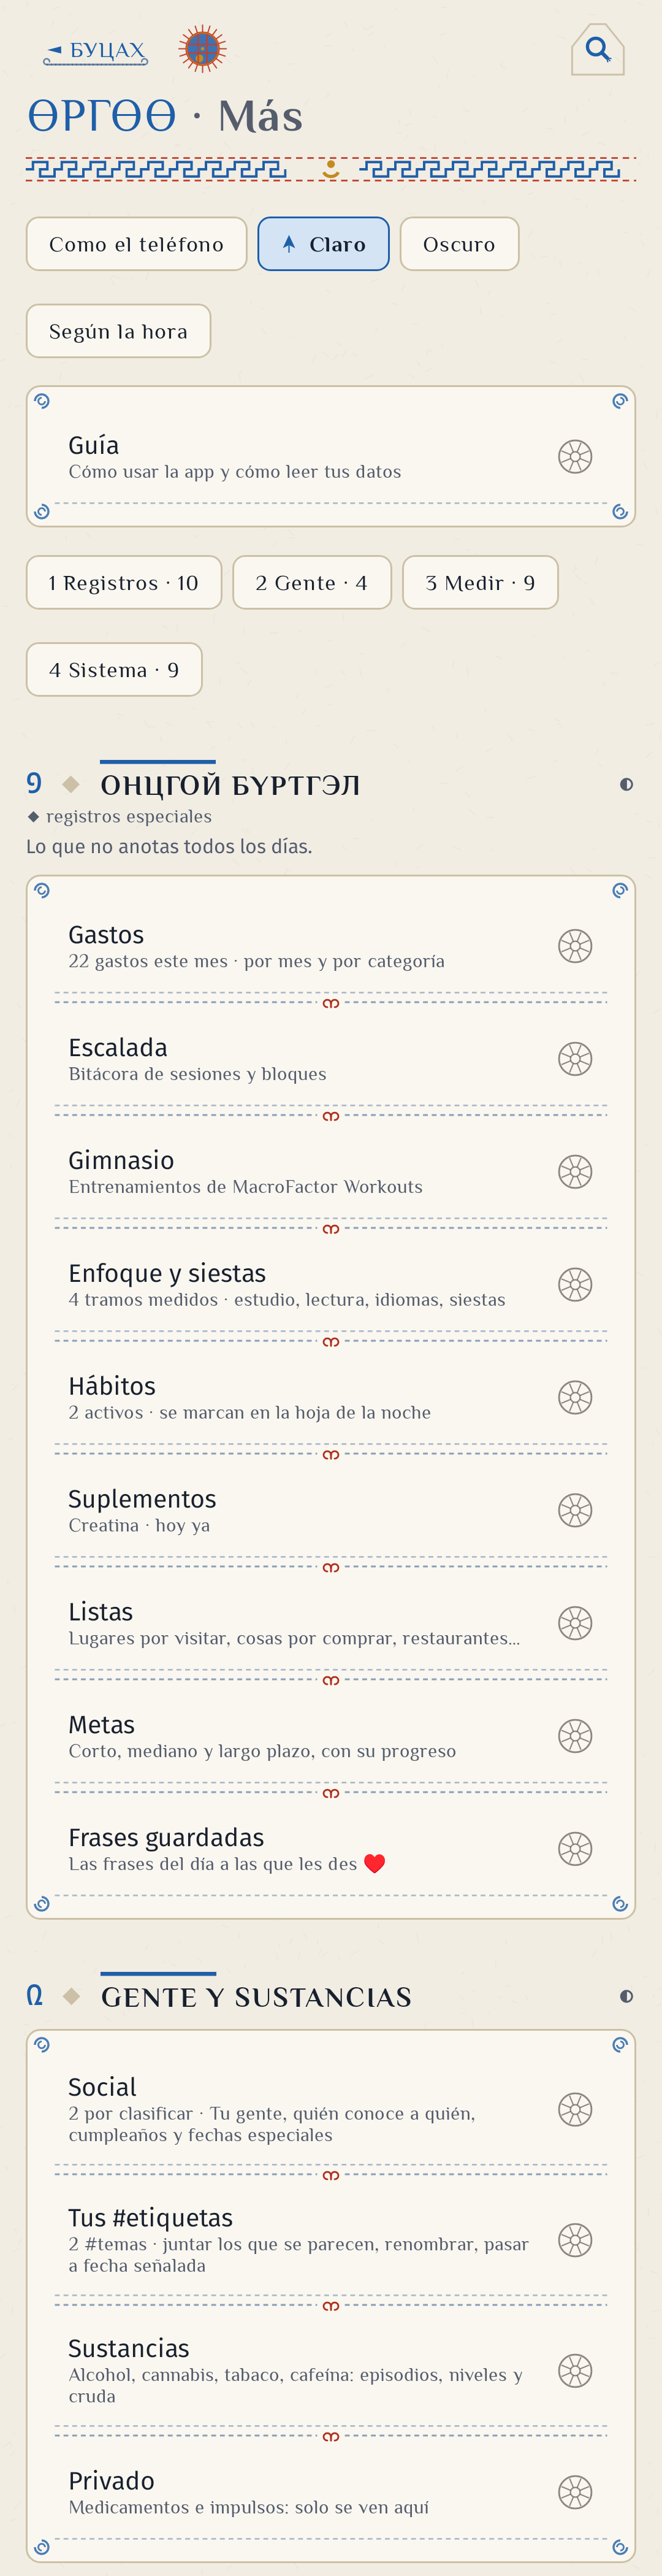 БУЦАХ
ӨРГӨӨ · Más
Como el teléfono
Claro
Oscuro
Según la hora
Guía
Cómo usar la app y cómo leer tus datos
1 Registros · 10
2 Gente · 4
3 Medir · 9
4 Sistema · 9
ОНЦГОЙ БҮРТГЭЛ
registros especiales
Lo que no anotas todos los días.
Gastos
22 gastos este mes · por mes y por categoría
Escalada
Bitácora de sesiones y bloques
Gimnasio
Entrenamientos de MacroFactor Workouts
Enfoque y siestas
4 tramos medidos · estudio, lectura, idiomas, siestas
Hábitos
2 activos · se marcan en la hoja de la noche
Suplementos
Creatina · hoy ya
Listas
Lugares por visitar, cosas por comprar, restaurantes…
Metas
Corto, mediano y largo plazo, con su progreso
Frases guardadas
Las frases del día a las que les des ❤️
GENTE Y SUSTANCIAS
Social
2 por clasificar · Tu gente, quién conoce a quién,
cumpleaños y fechas especiales
Tus #etiquetas
2 #temas · juntar los que se parecen, renombrar, pasar
a fecha señalada
Sustancias
Alcohol, cannabis, tabaco, cafeína: episodios, niveles y
cruda
Privado
Medicamentos e impulsos: solo se ven aquí